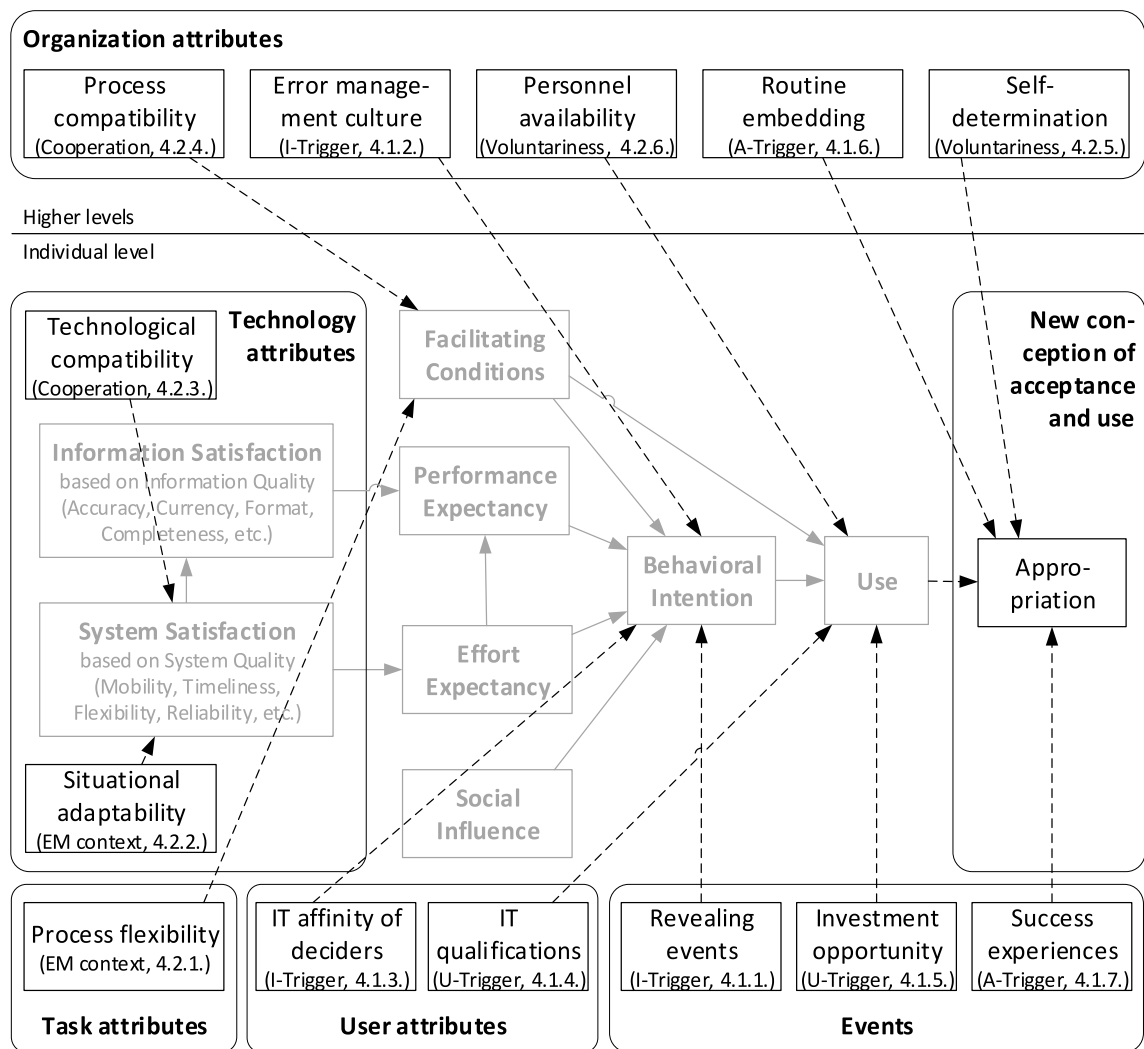 Organization attributes
Process
compatibility
(Cooperation, 4.2.4.)
Error manage-
ment culture
(I-Trigger, 4.1.2.)
Personnel
availability
(Voluntariness, 4.2.6.)
Routine
embedding
(A-Trigger, 4.1.6.)
Self-
determination
(Voluntariness, 4.2.5.)
Higher levels
Individual level
Technology
attributes
Technological
compatibility
(Cooperation, 4.2.3.)
Information Satisfaction
based on Information Quality
(Accuracy, Currency, Format,
Completeness, etc.)
System Satisfaction
based on System Quality
(Mobility, Timeliness,
Flexibility, Reliability, etc.)
Situational
adaptability
(EM context, 4.2.2.)
Facilitating
Conditions
Performance
Expectancy
Effort
Expectancy
Social
Influence
Behavioral
Intention
Use
New con-
ception of
acceptance
and use
Appro-
priation
Process flexibility
(EM context, 4.2.1.)
Task attributes
IT affinity of
deciders
(I-Trigger, 4.1.3.)
IT
qualifications
(U-Trigger, 4.1.4.)
User attributes
Revealing
events
(I-Trigger, 4.1.1.)
Investment
opportunity
(U-Trigger, 4.1.5.)
Success
experiences
(A-Trigger, 4.1.7.)
Events